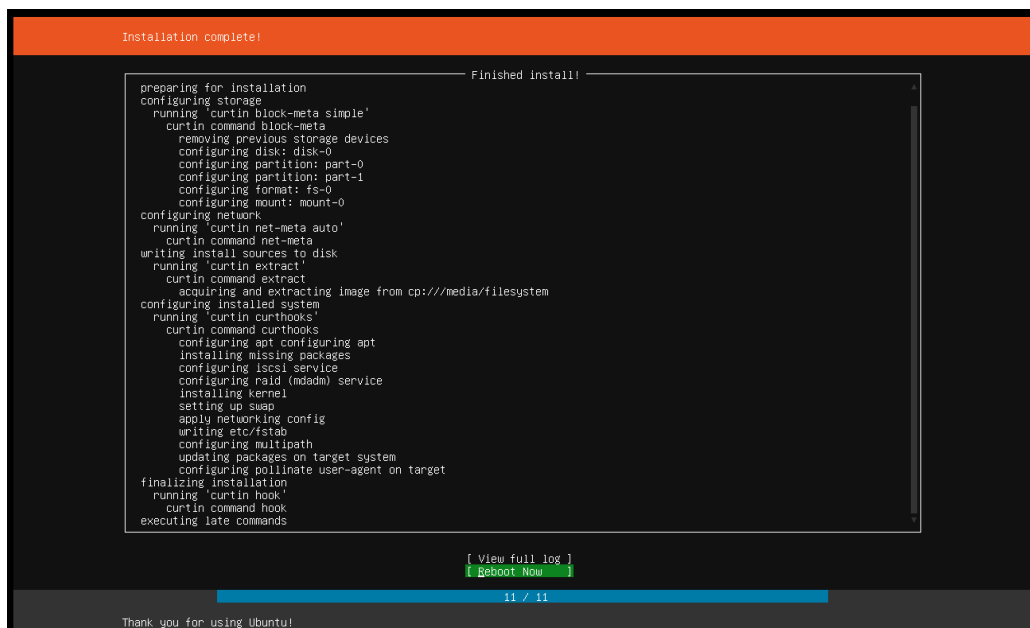 Installation complete!
Finished install!
preparing for installation
configuring storage
running 'curtin block-meta simple'
curtin command block-meta
removing previous storage devices
configuring disk: disk-0
configuring partition: part-0
configuring partition: part-1
configuring format: fs-0
configuring mount: mount-0
configuring network
running 'curtin net-meta auto'
curtin command net-meta
writing install sources to disk
running 'curtin extract'
curtin command extract
acquiring and extracting image from cp:///media/filesystem
configuring installed system
running 'curtin curthooks'
curtin command curthooks
configuring apt configuring apt
installing missing packages
configuring iscsi service
configuring raid (mdadm) service
installing kernel
setting up swap
apply networking config
writing etc/fstab
configuring multipath
updating packages on target system
configuring pollinate user-agent on target
finalizing installation
running 'curtin hook'
curtin command hook
executing late commands
[ View full log ]
[ Reboot Now ]
11 / 11
Thank you for using Ubuntu!